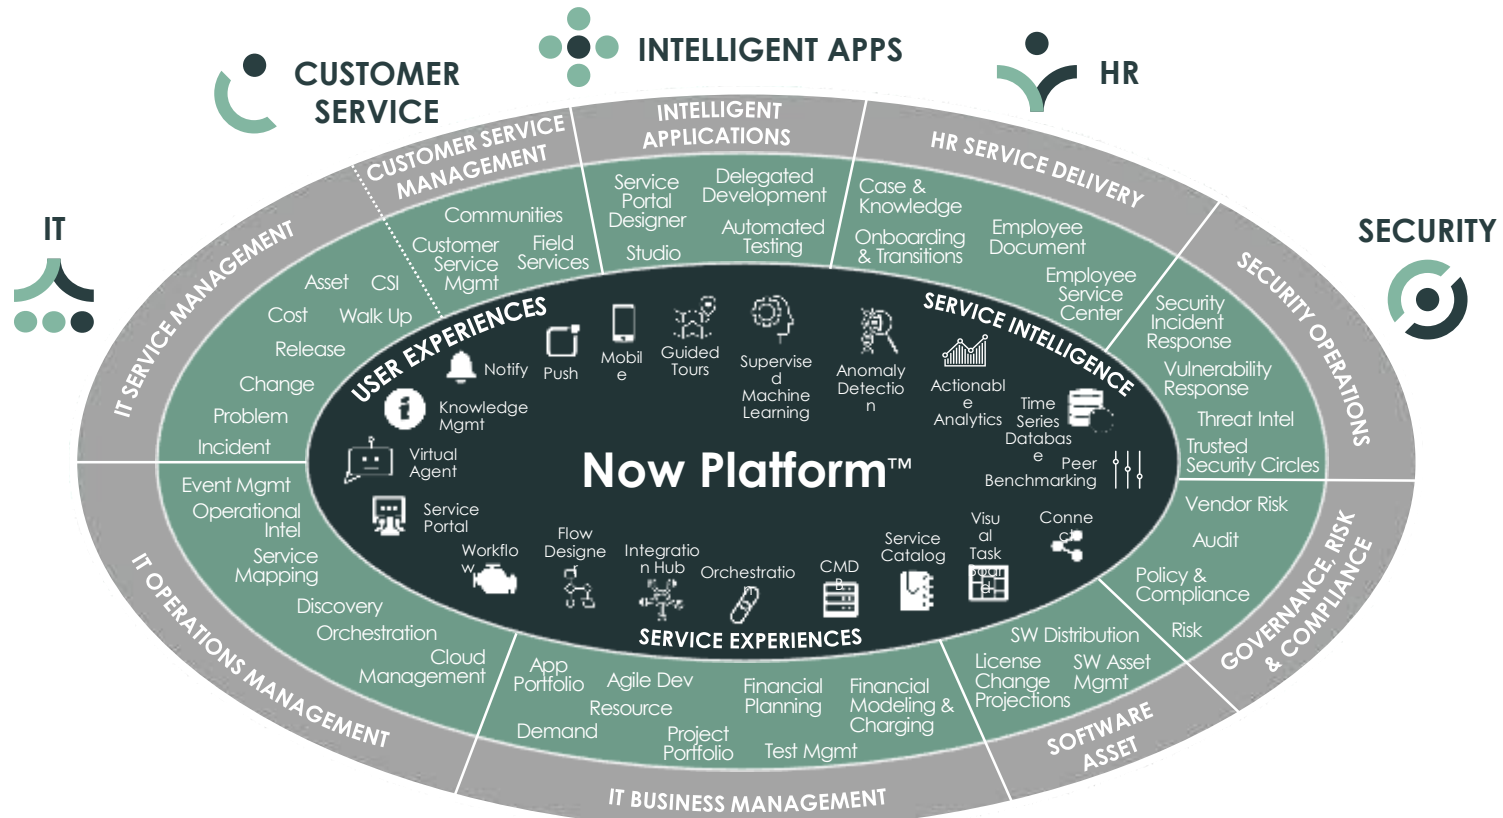 CUSTOMER
SERVICE
INTELLIGENT APPS
HR
IT
SECURITY
CUSTOMER SERVICE
MANAGEMENT
INTELLIGENT
APPLICATIONS
HR SERVICE DELIVERY
SECURITY OPERATIONS
GOVERNANCE, RISK
& COMPLIANCE
SOFTWARE
ASSET
IT BUSINESS MANAGEMENT
IT OPERATIONS MANAGEMENT
IT SERVICE MANAGEMENT
Communities
Customer
Service
Mgmt
Field
Services
Service
Portal
Designer
Studio
Delegated
Development
Automated
Testing
Case &
Knowledge
Onboarding
& Transitions
Employee
Document
Employee
Service
Center
Security
Incident
Response
Vulnerability
Response
Threat Intel
Trusted
Security Circles
Vendor Risk
Audit
Policy &
Compliance
Risk
SW Distribution
License
Change
Projections
SW Asset
Mgmt
App
Portfolio
Agile Dev
Resource
Demand
Project
Portfolio
Financial
Planning
Test Mgmt
Financial
Modeling &
Charging
Event Mgmt
Operational
Intel
Service
Mapping
Discovery
Orchestration
Cloud
Management
Asset
CSI
Cost
Walk Up
Release
Change
Problem
Incident
USER EXPERIENCES
SERVICE INTELLIGENCE
Notify
Push
Mobil
e
Guided
Tours
Supervise
d
Machine
Learning
Anomaly
Detectio
n
Actionabl
e
Analytics
Time
Series
Databas
e
Peer
Benchmarking
Knowledge
Mgmt
Virtual
Agent
Service
Portal
Now Platform™
Workflo
w
Flow
Designe
r
Integratio
n Hub
Orchestratio
n
CMD
B
Service
Catalog
Visu
al
Task
Boar
d
Conne
ct
SERVICE EXPERIENCES